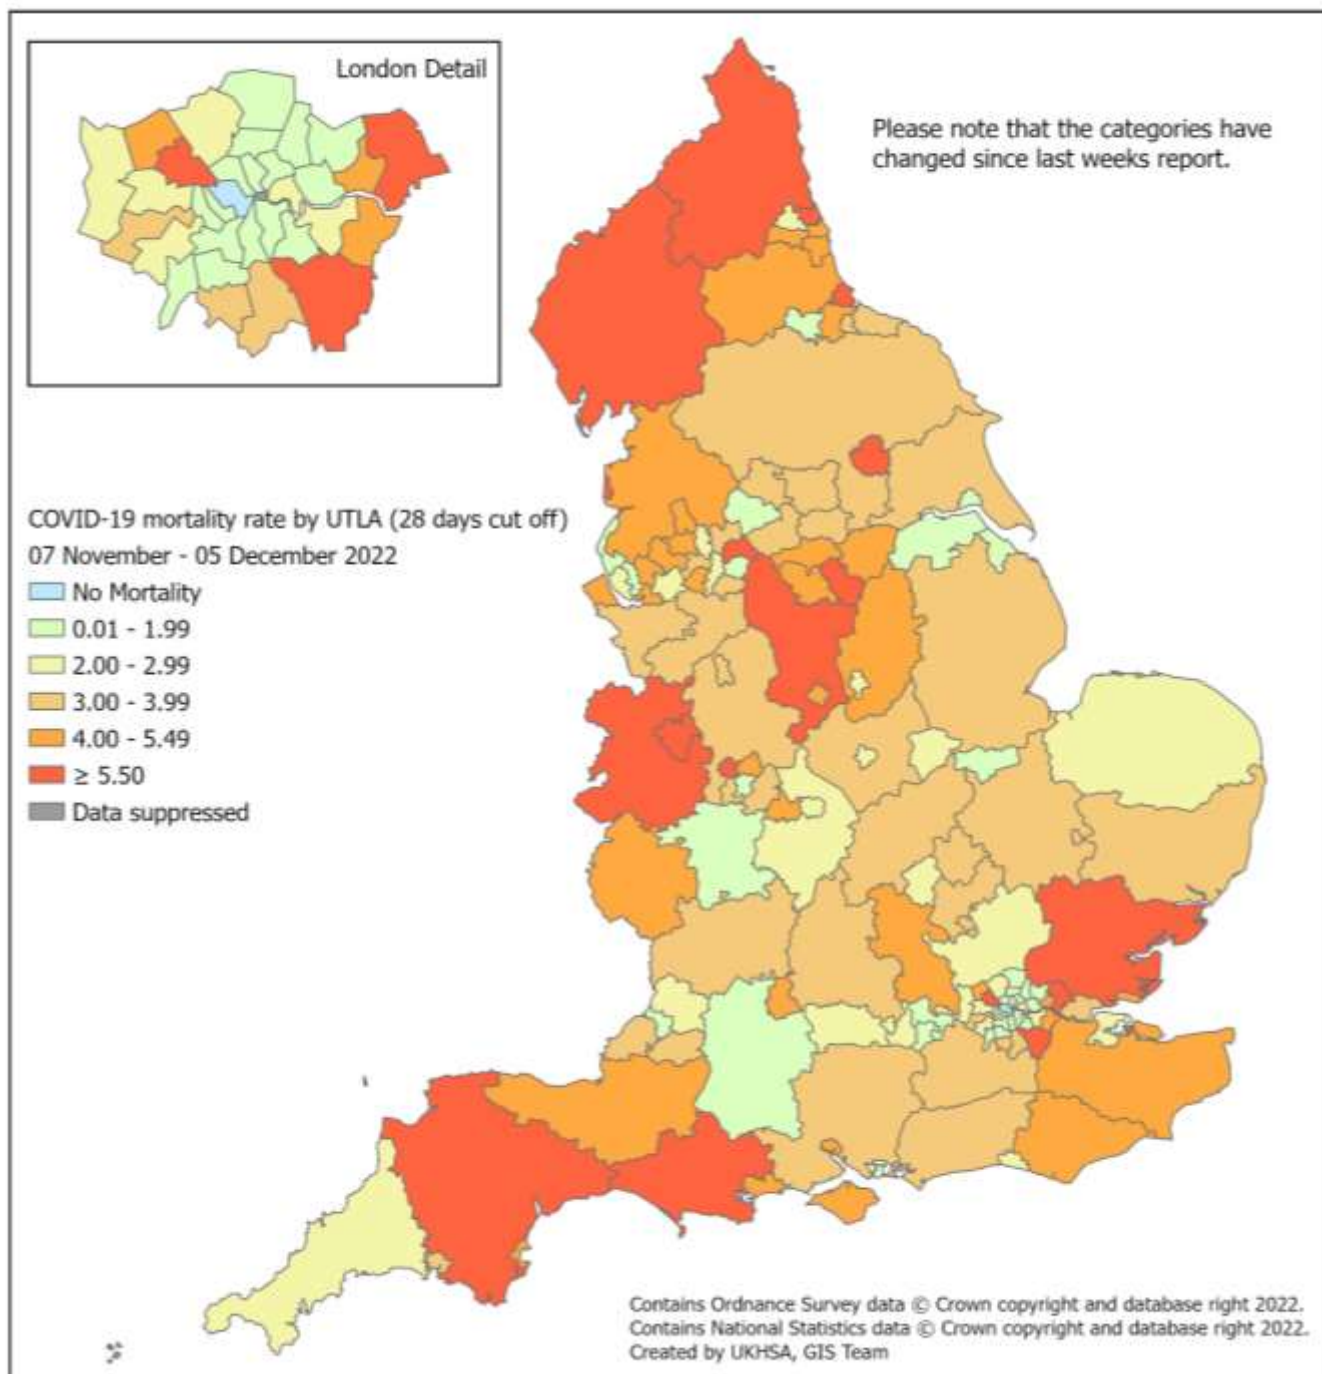 London Detail
Please note that the categories have
changed since last weeks report.
COVID-19 mortality rate by UTLA (28 days cut off)
07 November - 05 December 2022
No Mortality
0.01 - 1.99
2.00 - 2.99
3.00 - 3.99
4.00 - 5.49
≥ 5.50
Data suppressed
Contains Ordnance Survey data © Crown copyright and database right 2022.
Contains National Statistics data © Crown copyright and database right 2022.
Created by UKHSA, GIS Team